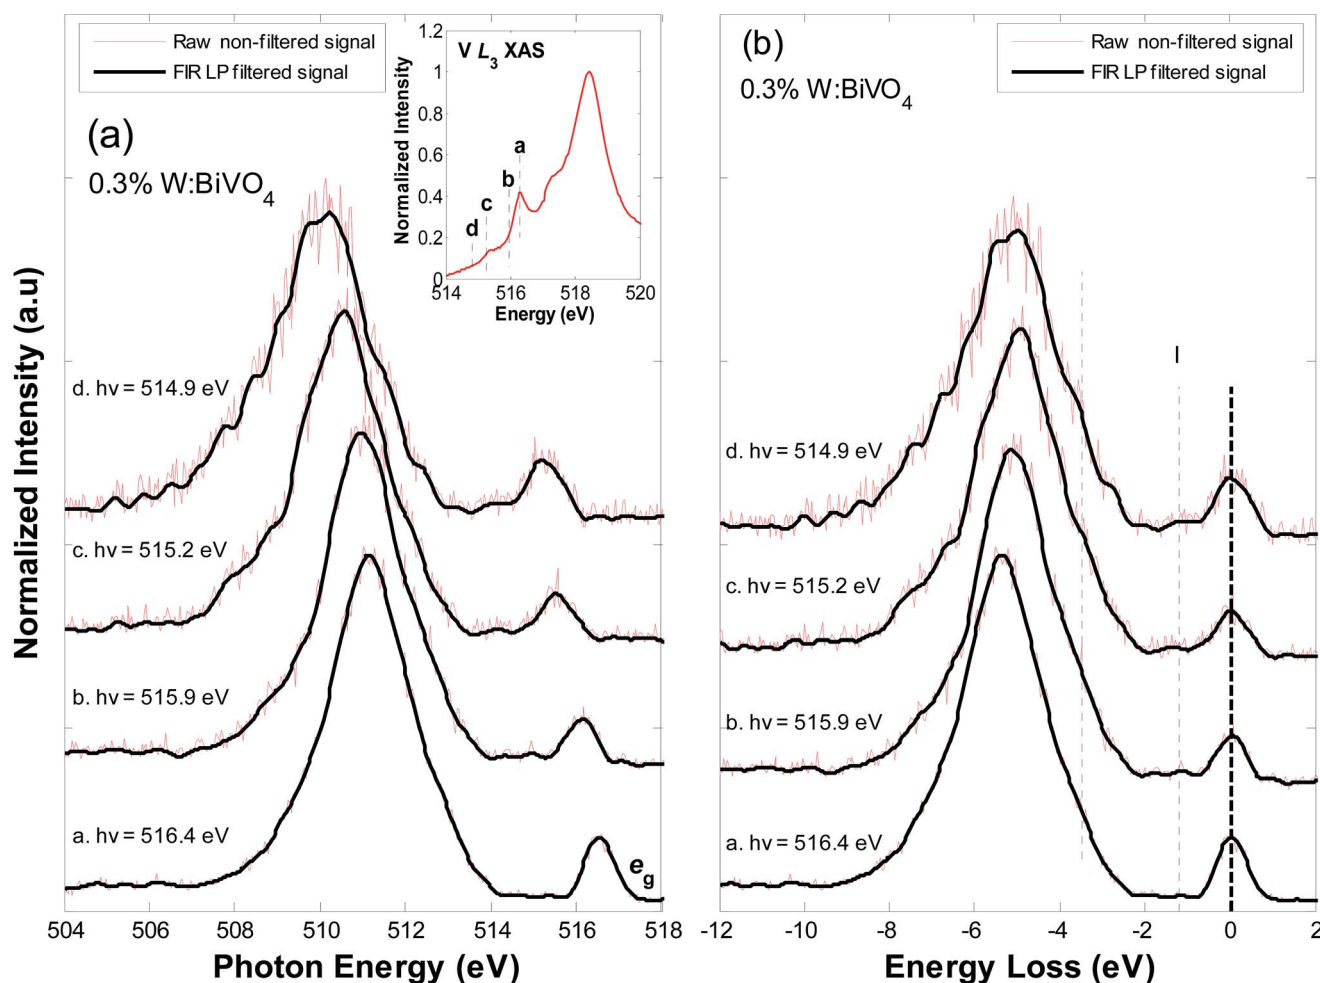 Raw non-filtered signal
FIR LP filtered signal
(a)
0.3% W:BiVO4
V L3 XAS
Normalized Intensity
1.2
1
0.8
0.6
0.4
0.2
0
a
b
c
d
514 516 518 520
Energy (eV)
d. hv = 514.9 eV
c. hv = 515.2 eV
b. hv = 515.9 eV
a. hv = 516.4 eV
eg
Normalized Intensity (a.u)
504 506 508 510 512 514 516 518
Photon Energy (eV)
(b)
0.3% W:BiVO4
Raw non-filtered signal
FIR LP filtered signal
I
d. hv = 514.9 eV
c. hv = 515.2 eV
b. hv = 515.9 eV
a. hv = 516.4 eV
-12 -10 -8 -6 -4 -2 0 2
Energy Loss (eV)